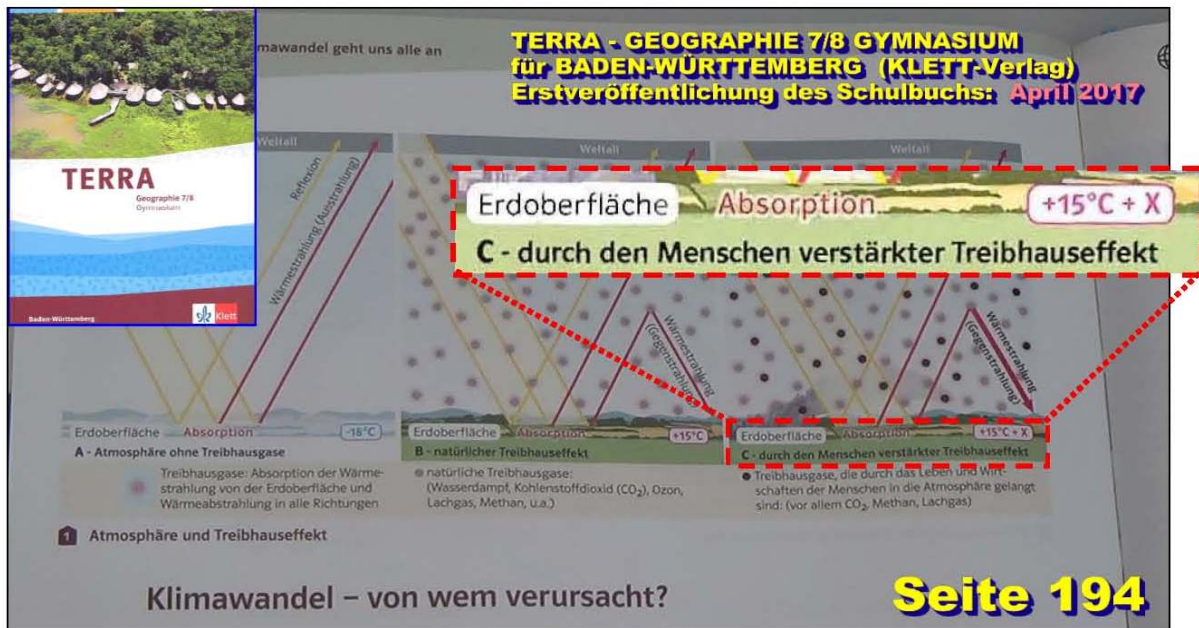 mawandel geht uns alle an
TERRA - GEOGRAPHIE 7/8 GYMNASIUM
für BADEN-WÜRTTEMBERG (KLETT-Verlag)
Erstveröffentlichung des Schulbuchs: April 2017
TERRA
Geographie 7/8
Gymnasium
Baden-Württemberg
Klett
Weltall
Reflexion
Wärmestrahlung (Ausstrahlung)
Erdoberfläche Absorption -18°C
A - Atmosphäre ohne Treibhausgase
Treibhausgase: Absorption der Wärme-
strahlung von der Erdoberfläche und
Wärmeabstrahlung in alle Richtungen
Weltall
Wärmestrahlung
(Gegenstrahlung)
Erdoberfläche Absorption +15°C
B - natürlicher Treibhauseffekt
natürliche Treibhausgase:
(Wasserdampf, Kohlenstoffdioxid (CO₂), Ozon,
Lachgas, Methan, u.a.)
Weltall
Erdoberfläche Absorption +15°C + X
C - durch den Menschen verstärkter Treibhauseffekt
Wärmestrahlung
(Gegenstrahlung)
Erdoberfläche Absorption +15°C + X
C - durch den Menschen verstärkter Treibhauseffekt
Treibhausgase, die durch das Leben und Wirt-
schaften der Menschen in die Atmosphäre gelangt
sind: (vor allem CO₂, Methan, Lachgas)
1 Atmosphäre und Treibhauseffekt
Klimawandel – von wem verursacht?
Seite 194